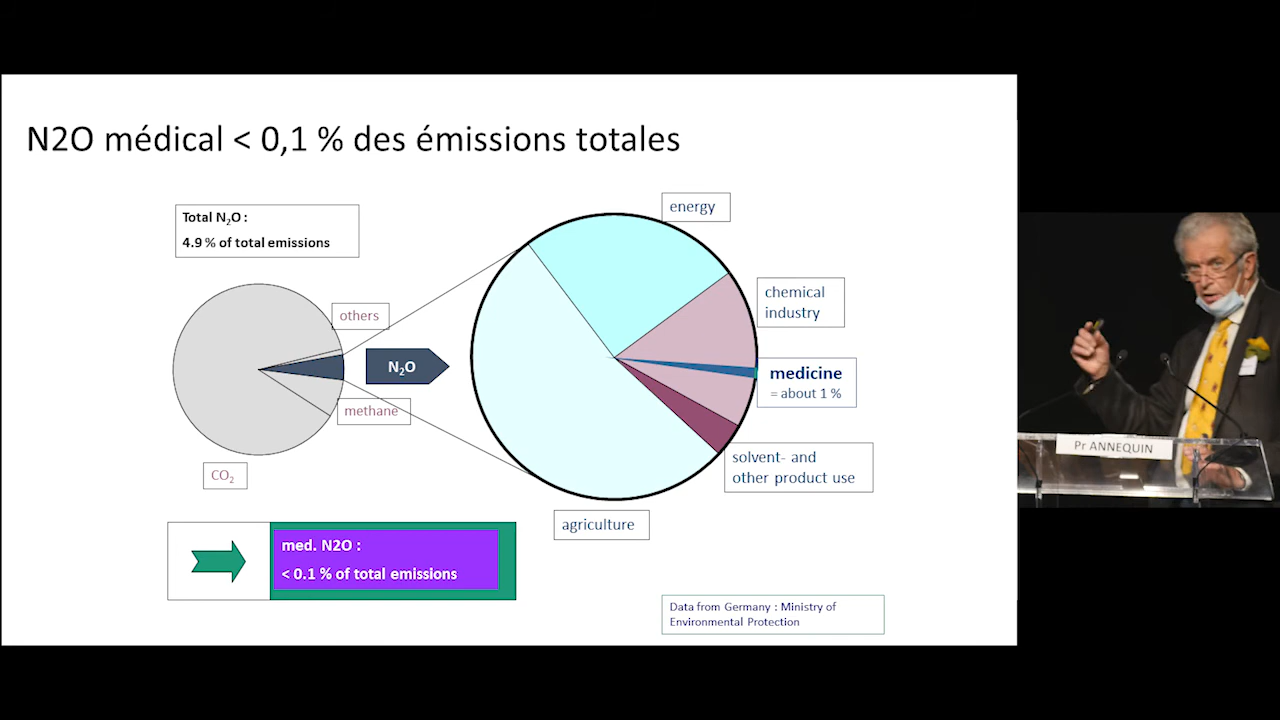 N2O médical < 0,1 % des émissions totales
Total N₂O :
4.9 % of total emissions
energy
others
chemical
industry
N₂O
medicine
= about 1 %
methane
CO₂
solvent- and
other product use
agriculture
med. N2O :
< 0.1 % of total emissions
Data from Germany : Ministry of
Environmental Protection
Pr ANNEQUIN